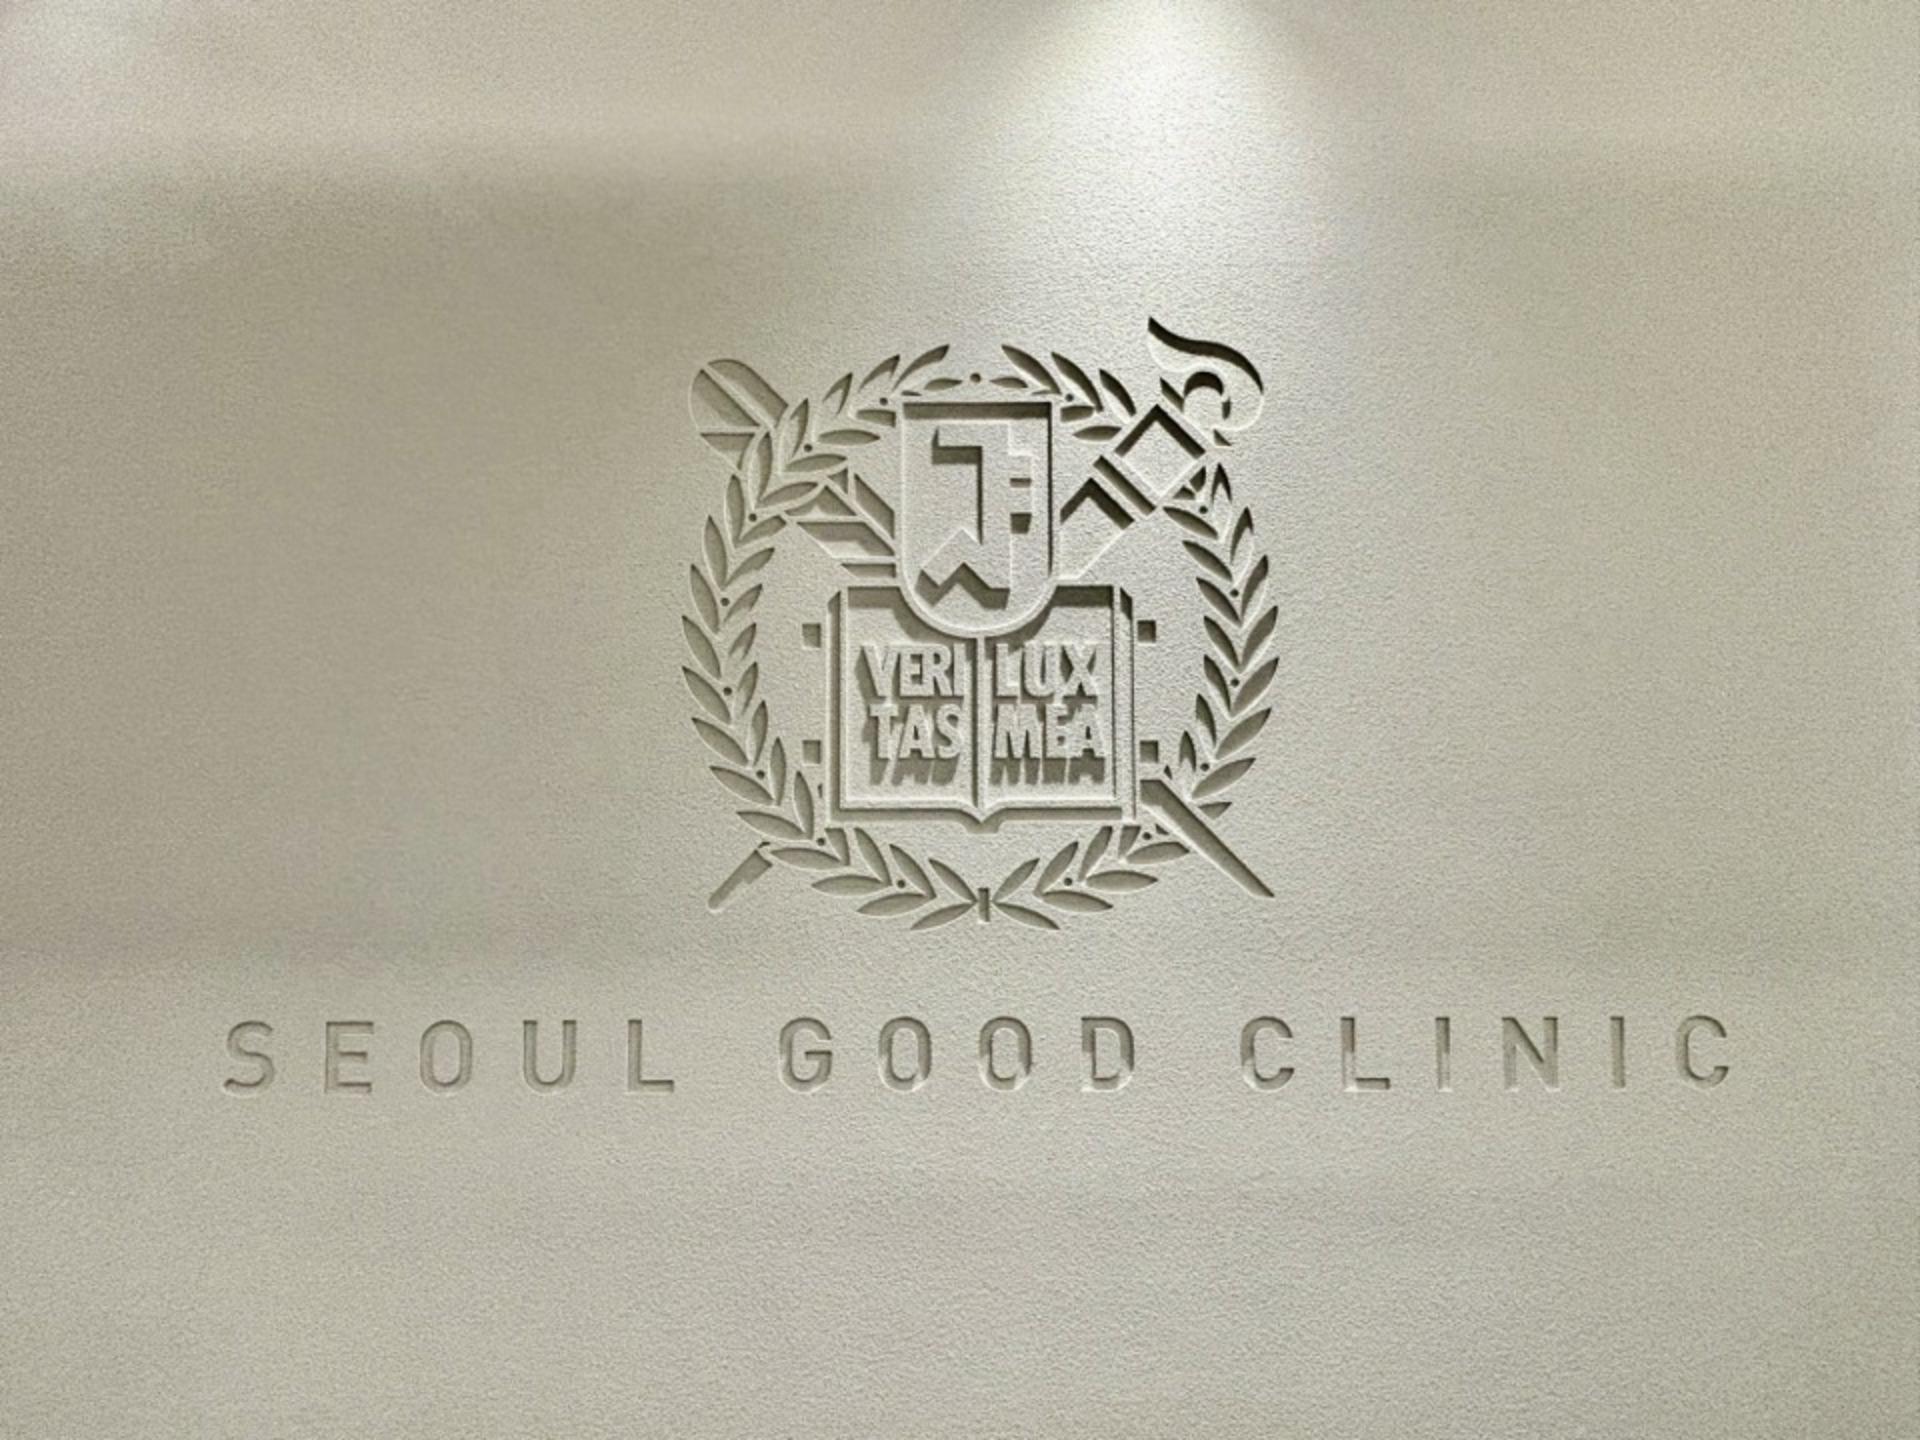 VERI LUX
TAS MEA
SEOUL GOOD CLINIC